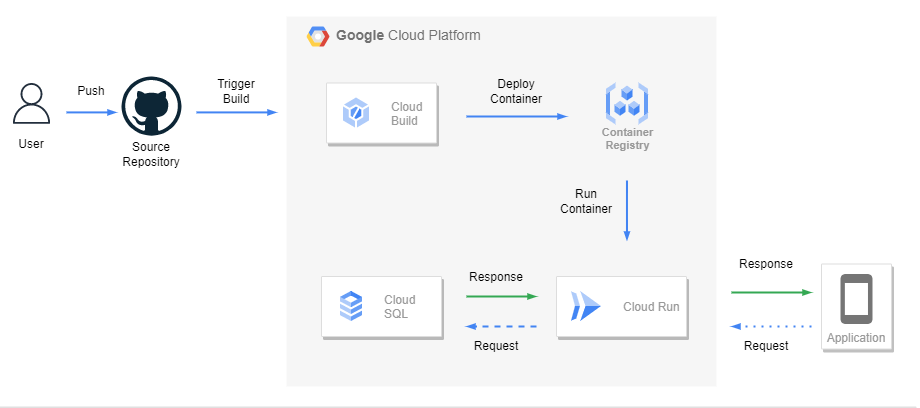 Google Cloud Platform
Push
Trigger
Build
Cloud
Build
Deploy
Container
Container
Registry
User
Source
Repository
Run
Container
Cloud
SQL
Response
Request
Cloud Run
Response
Request
Application